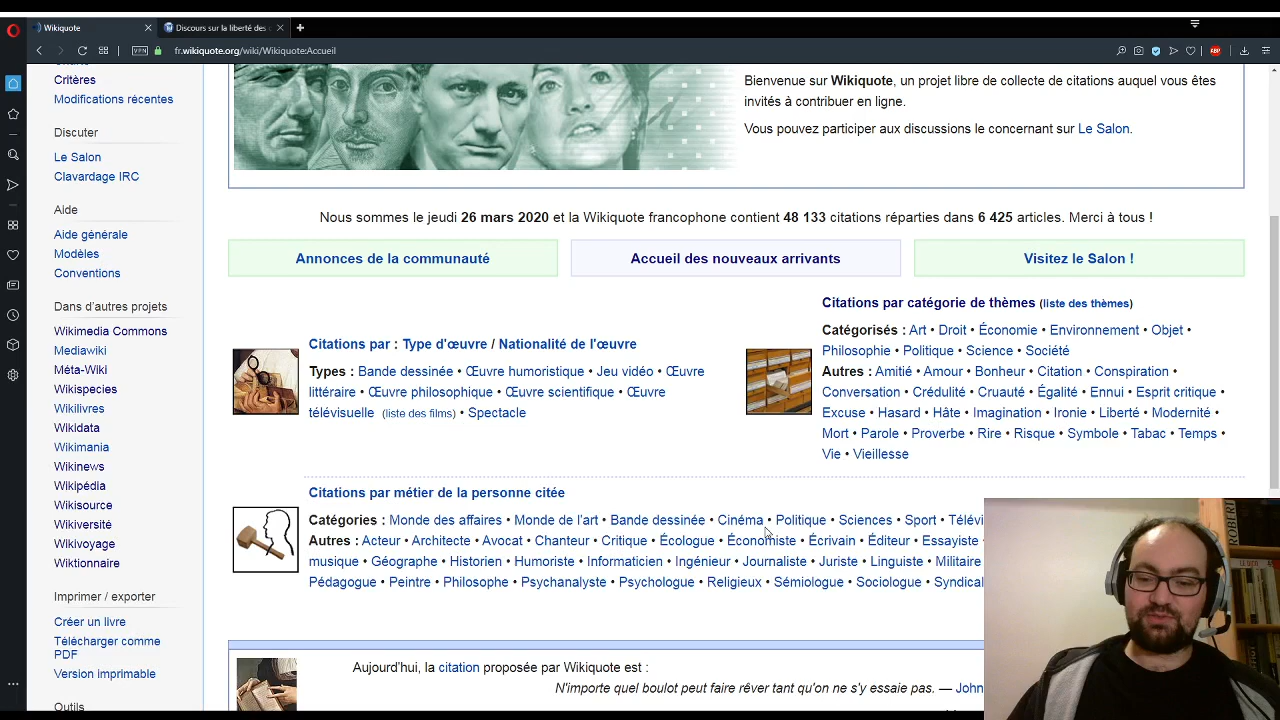 Wikiquote
Discours sur la liberté des
VPN
fr.wikiquote.org/wiki/Wikiquote:Accueil
ABP
Critères
Modifications récentes
Discuter
Le Salon
Clavardage IRC
Aide
Aide générale
Modèles
Conventions
Dans d'autres projets
Wikimedia Commons
Mediawiki
Méta-Wiki
Wikispecies
Wikilivres
Wikidata
Wikimania
Wikinews
Wikipédia
Wikisource
Wikiversité
Wikivoyage
Wiktionnaire
Imprimer / exporter
Créer un livre
Télécharger comme
PDF
Version imprimable
Outils
Bienvenue sur Wikiquote, un projet libre de collecte de citations auquel vous êtes
invités à contribuer en ligne.
Vous pouvez participer aux discussions le concernant sur Le Salon.
Nous sommes le jeudi 26 mars 2020 et la Wikiquote francophone contient 48 133 citations réparties dans 6 425 articles. Merci à tous !
Annonces de la communauté
Accueil des nouveaux arrivants
Visitez le Salon !
Citations par : Type d'œuvre / Nationalité de l'œuvre
Types : Bande dessinée • Œuvre humoristique • Jeu vidéo • Œuvre
littéraire • Œuvre philosophique • Œuvre scientifique • Œuvre
télévisuelle (liste des films) • Spectacle
Citations par catégorie de thèmes (liste des thèmes)
Catégorisés : Art • Droit • Économie • Environnement • Objet •
Philosophie • Politique • Science • Société
Autres : Amitié • Amour • Bonheur • Citation • Conspiration •
Conversation • Crédulité • Cruauté • Égalité • Ennui • Esprit critique •
Excuse • Hasard • Hâte • Imagination • Ironie • Liberté • Modernité •
Mort • Parole • Proverbe • Rire • Risque • Symbole • Tabac • Temps •
Vie • Vieillesse
Citations par métier de la personne citée
Catégories : Monde des affaires • Monde de l'art • Bande dessinée • Cinéma • Politique • Sciences • Sport • Télévi
Autres : Acteur • Architecte • Avocat • Chanteur • Critique • Écologue • Économiste • Écrivain • Éditeur • Essayiste •
musique • Géographe • Historien • Humoriste • Informaticien • Ingénieur • Journaliste • Juriste • Linguiste • Militaire
Pédagogue • Peintre • Philosophe • Psychanalyste • Psychologue • Religieux • Sémiologue • Sociologue • Syndical
Aujourd'hui, la citation proposée par Wikiquote est :
N'importe quel boulot peut faire rêver tant qu'on ne s'y essaie pas. — John